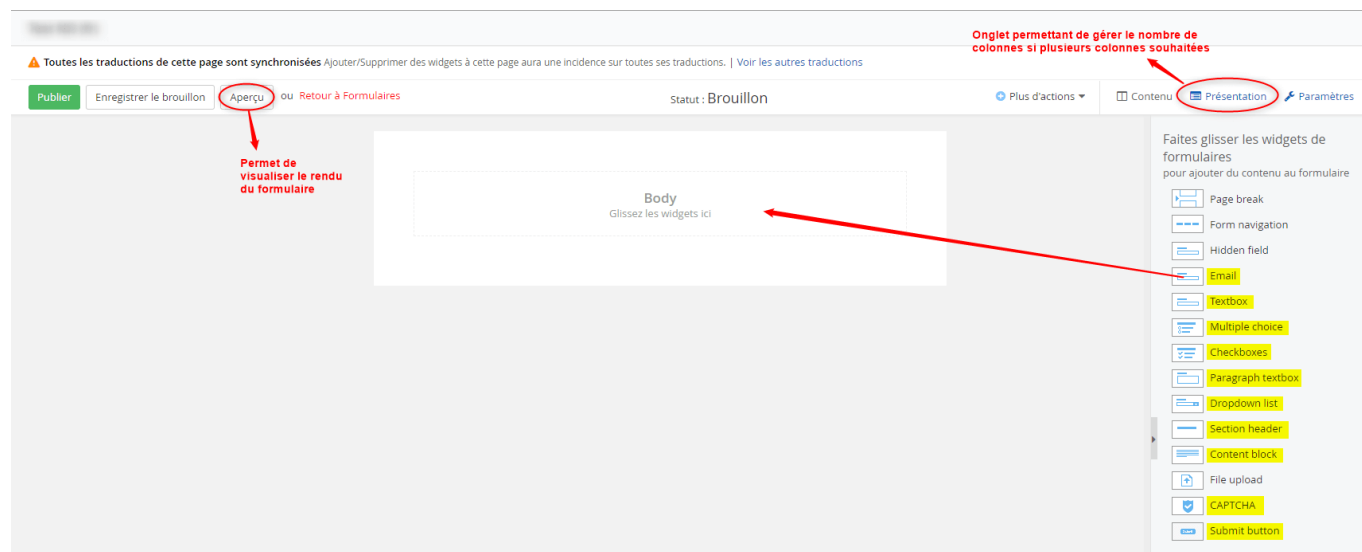 Onglet permettant de gérer le nombre de
colonnes si plusieurs colonnes souhaitées
Toutes les traductions de cette page sont synchronisées Ajouter/Supprimer des widgets à cette page aura une incidence sur toutes ses traductions. | Voir les autres traductions
Publier Enregistrer le brouillon Aperçu ou Retour à Formulaires Statut : Brouillon Plus d'actions Contenu Présentation Paramètres
Permet de
visualiser le rendu
du formulaire
Body
Glissez les widgets ici
Faites glisser les widgets de
formulaires
pour ajouter du contenu au formulaire
Page break
Form navigation
Hidden field
Email
Textbox
Multiple choice
Checkboxes
Paragraph textbox
Dropdown list
Section header
Content block
File upload
CAPTCHA
Submit button